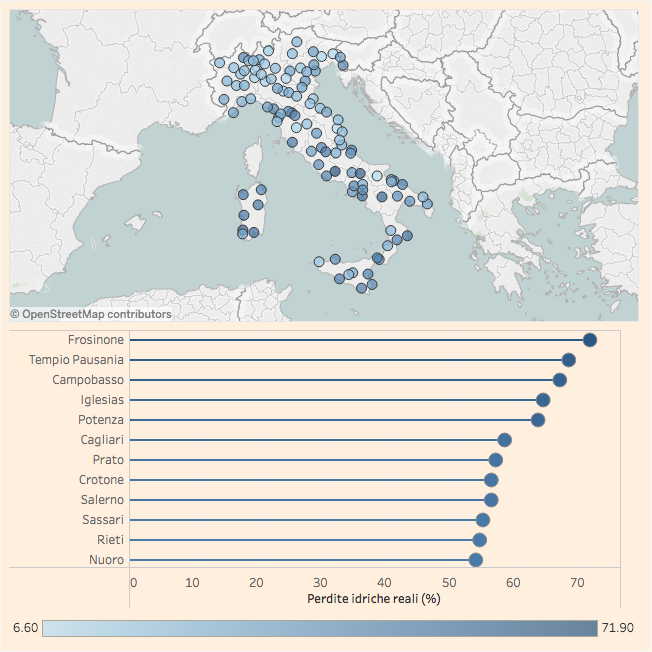 © OpenStreetMap contributors
Frosinone
Tempio Pausania
Campobasso
Iglesias
Potenza
Cagliari
Prato
Crotone
Salerno
Sassari
Rieti
Nuoro
0 10 20 30 40 50 60 70
Perdite idriche reali (%)
6.60 71.90